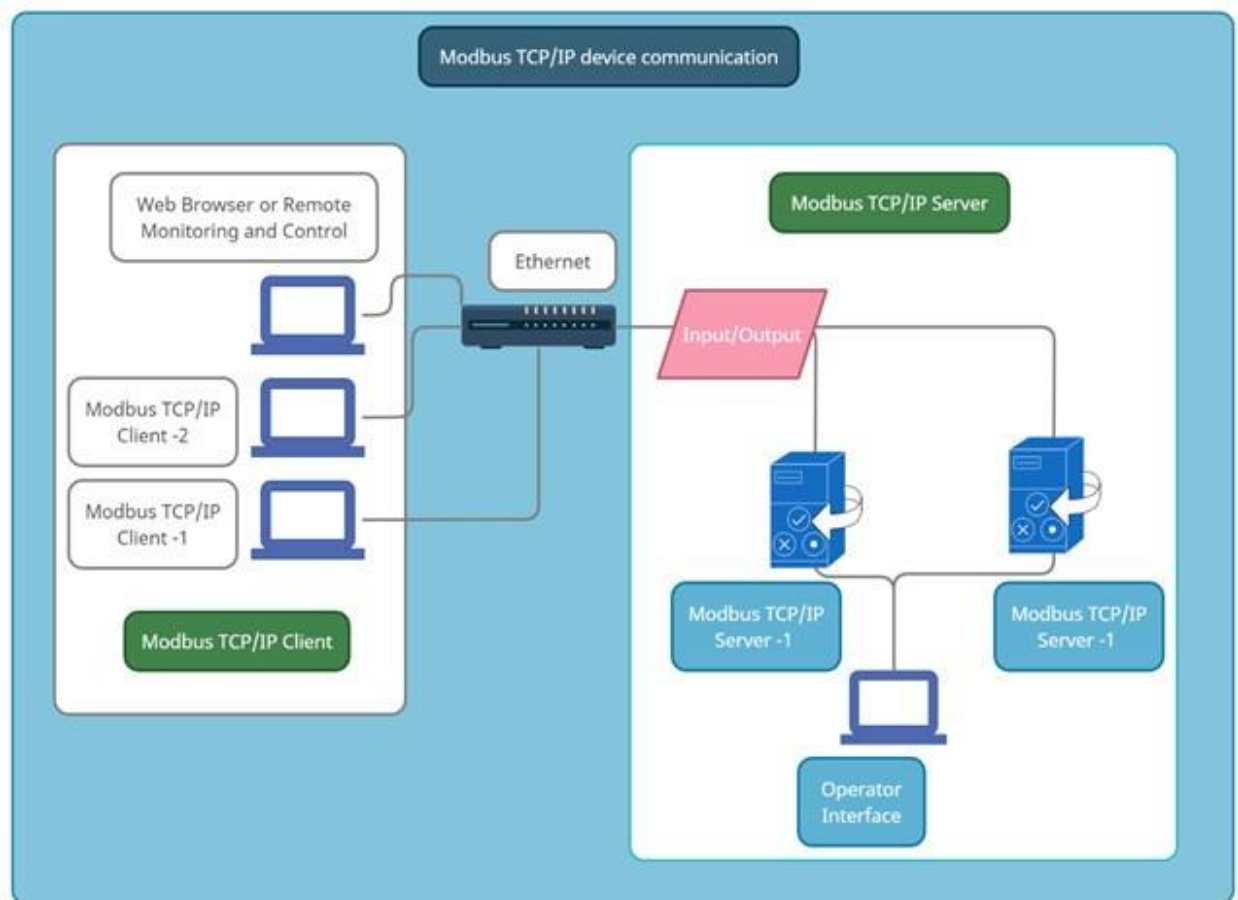 Modbus TCP/IP device communication
Web Browser or Remote
Monitoring and Control
Ethernet
Modbus TCP/IP
Client -2
Modbus TCP/IP
Client -1
Modbus TCP/IP Client
Modbus TCP/IP Server
Input/Output
Modbus TCP/IP
Server -1
Modbus TCP/IP
Server -1
Operator
Interface